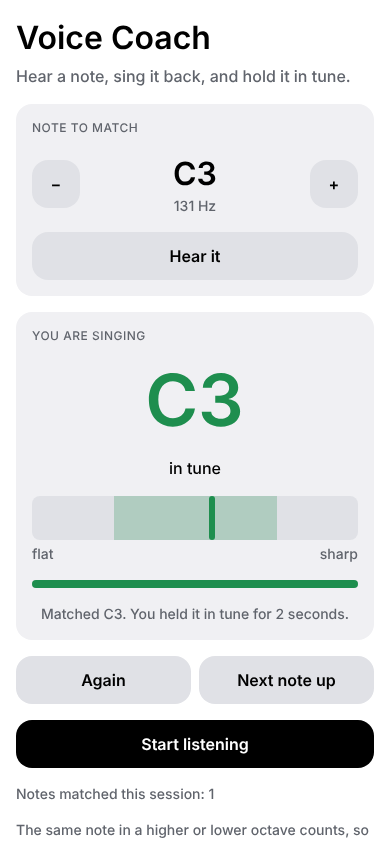 Voice Coach
Hear a note, sing it back, and hold it in tune.
NOTE TO MATCH
–
C3
+
131 Hz
Hear it
YOU ARE SINGING
C3
in tune
flat
sharp
Matched C3. You held it in tune for 2 seconds.
Again
Next note up
Start listening
Notes matched this session: 1
The same note in a higher or lower octave counts, so